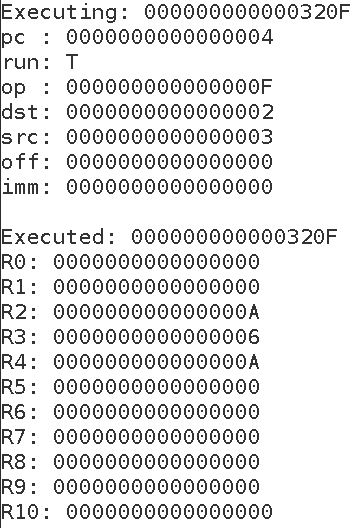 Executing: 000000000000320F
pc : 0000000000000004
run: T
op : 000000000000000F
dst: 0000000000000002
src: 0000000000000003
off: 0000000000000000
imm: 0000000000000000
Executed: 000000000000320F
R0: 0000000000000000
R1: 0000000000000000
R2: 000000000000000A
R3: 0000000000000006
R4: 000000000000000A
R5: 0000000000000000
R6: 0000000000000000
R7: 0000000000000000
R8: 0000000000000000
R9: 0000000000000000
R10: 0000000000000000